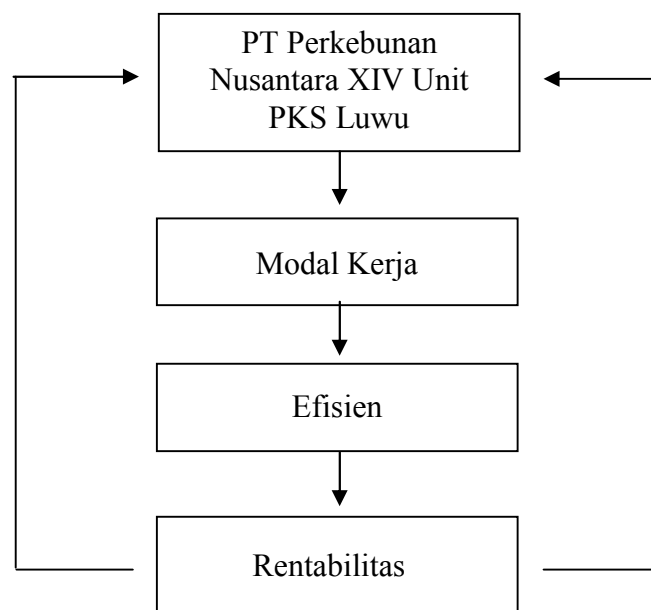 PT Perkebunan
Nusantara XIV Unit
PKS Luwu
Modal Kerja
Efisien
Rentabilitas